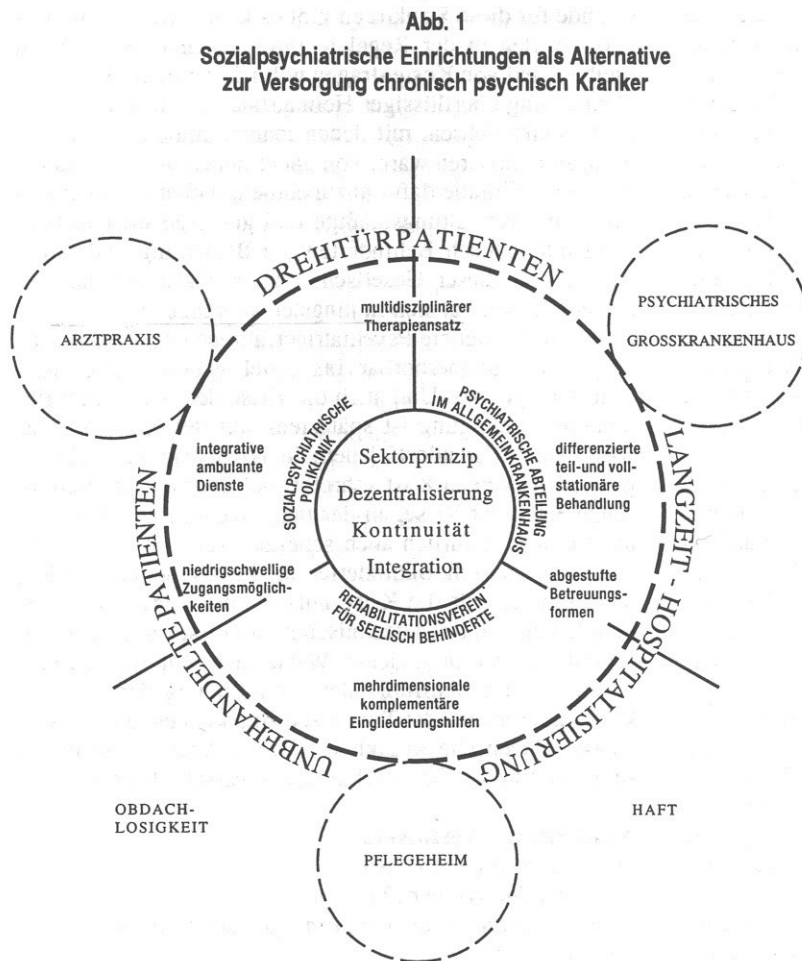 Abb. 1
Sozialpsychiatrische Einrichtungen als Alternative
zur Versorgung chronisch psychisch Kranker
DREHTÜRPATIENTEN
ARZTPRAXIS
PSYCHIATRISCHES
GROSSKRANKENHAUS
multidisziplinärer
Therapieansatz
SOZIALPSYCHIATRISCHE
POLIKLINIK
PSYCHIATRISCHE ABTEILUNG
IM ALLGEMEINKRANKENHAUS
integrative
ambulante
Dienste
differenzierte
teil-und voll-
stationäre
Behandlung
Sektorprinzip
Dezentralisierung
Kontinuität
Integration
niedrigschwellige
Zugangsmöglich-
keiten
abgestufte
Betreuungs-
formen
REHABILITATIONSVEREIN
FÜR SEELISCH BEHINDERTE
mehrdimensionale
komplementäre
Eingliederungshilfen
UNBEHANDELTE PATIENTEN
LANGZEIT - HOSPITALISIERUNG
OBDACH-
LOSIGKEIT
HAFT
PFLEGEHEIM